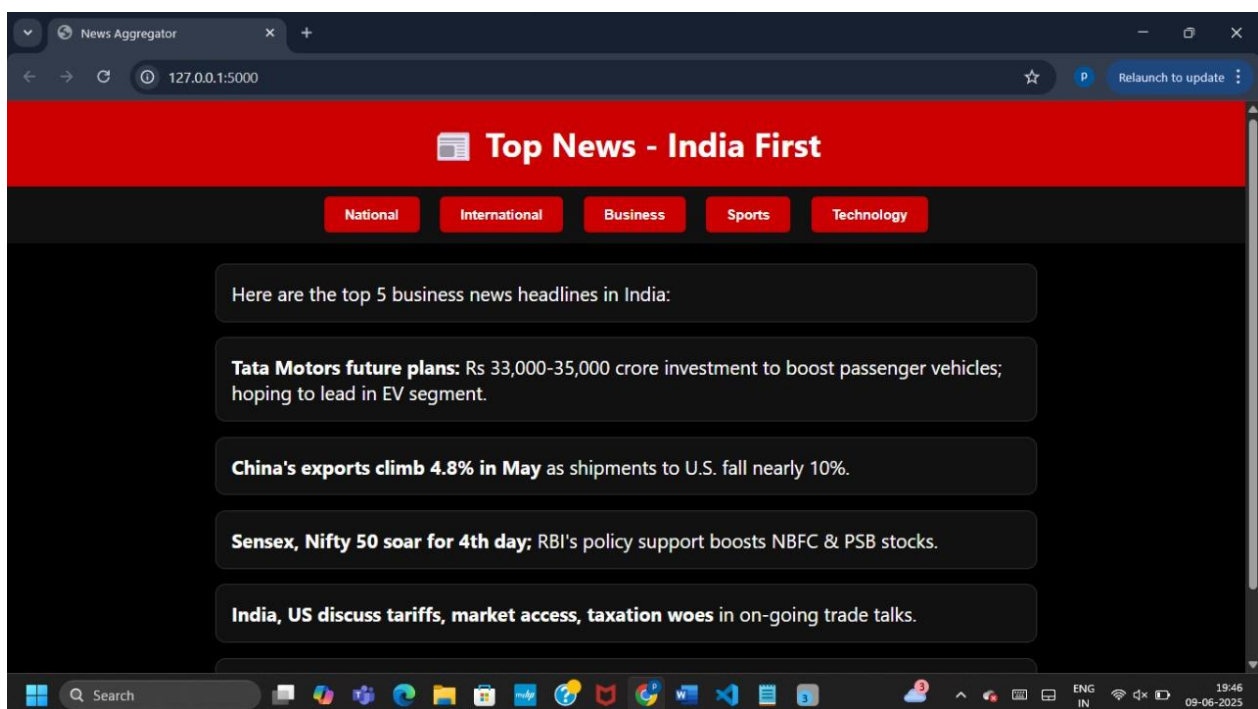 News Aggregator
127.0.0.1:5000
P
Relaunch to update
Top News - India First
National
International
Business
Sports
Technology
Here are the top 5 business news headlines in India:
Tata Motors future plans: Rs 33,000-35,000 crore investment to boost passenger vehicles;
hoping to lead in EV segment.
China's exports climb 4.8% in May as shipments to U.S. fall nearly 10%.
Sensex, Nifty 50 soar for 4th day; RBI's policy support boosts NBFC & PSB stocks.
India, US discuss tariffs, market access, taxation woes in on-going trade talks.
Search
3
3
ENG
IN
19:46
09-06-2025